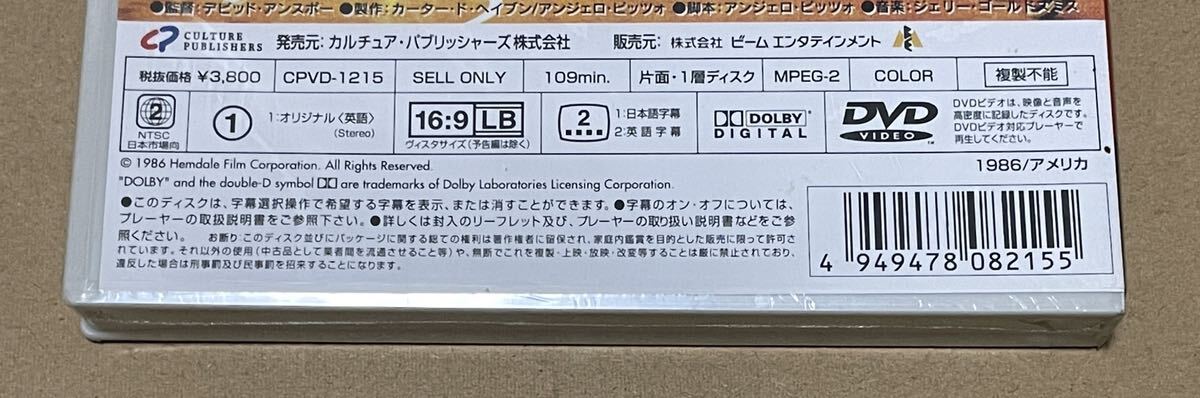 ●監督:デビッド・アンスポー ●製作:カーター・ド・ヘイブン/アンジェロ・ピッツォ ●脚本:アンジェロ・ピッツォ ●音楽:ジェリー・ゴールドスミス
CULTURE PUBLISHERS 発売元:カルチュア・パブリッシャーズ株式会社 販売元:株式会社 ビーム エンタテインメント
税抜価格 ¥3,800 CPVD-1215 SELL ONLY 109min. 片面・1層ディスク MPEG-2 COLOR 複製不能
2 NTSC 日本市場向
1 1:オリジナル〈英語〉
(Stereo)
16:9 LB
ヴィスタサイズ(予告編は除く)
2 1:日本語字幕
2:英語字幕
DOLBY DIGITAL
DVD VIDEO
DVDビデオは、映像と音声を
高密度に記録したディスクです。
DVDビデオ対応プレーヤーで
再生してください。
© 1986 Hemdale Film Corporation. All Rights Reserved.
1986/アメリカ
"DOLBY" and the double-D symbol are trademarks of Dolby Laboratories Licensing Corporation.
●このディスクは、字幕選択操作で希望する字幕を表示、または消すことができます。●字幕のオン・オフについては、
プレーヤーの取扱説明書をご参照下さい。●詳しくは封入のリーフレット及び、プレーヤーの取り扱い説明書などをご参
照ください。 お断り:このディスク並びにパッケージに関する総ての権利は著作権者に留保され、家庭内鑑賞を目的とした販売に限って許可さ
れています。それ以外の使用(中古品として業者間を流通させること等)や、無断でこれを複製・上映・放映・改変等することは厳に禁止されており、
違反した場合は刑事罰及び民事罰を招来することになります。
4 949478 082155